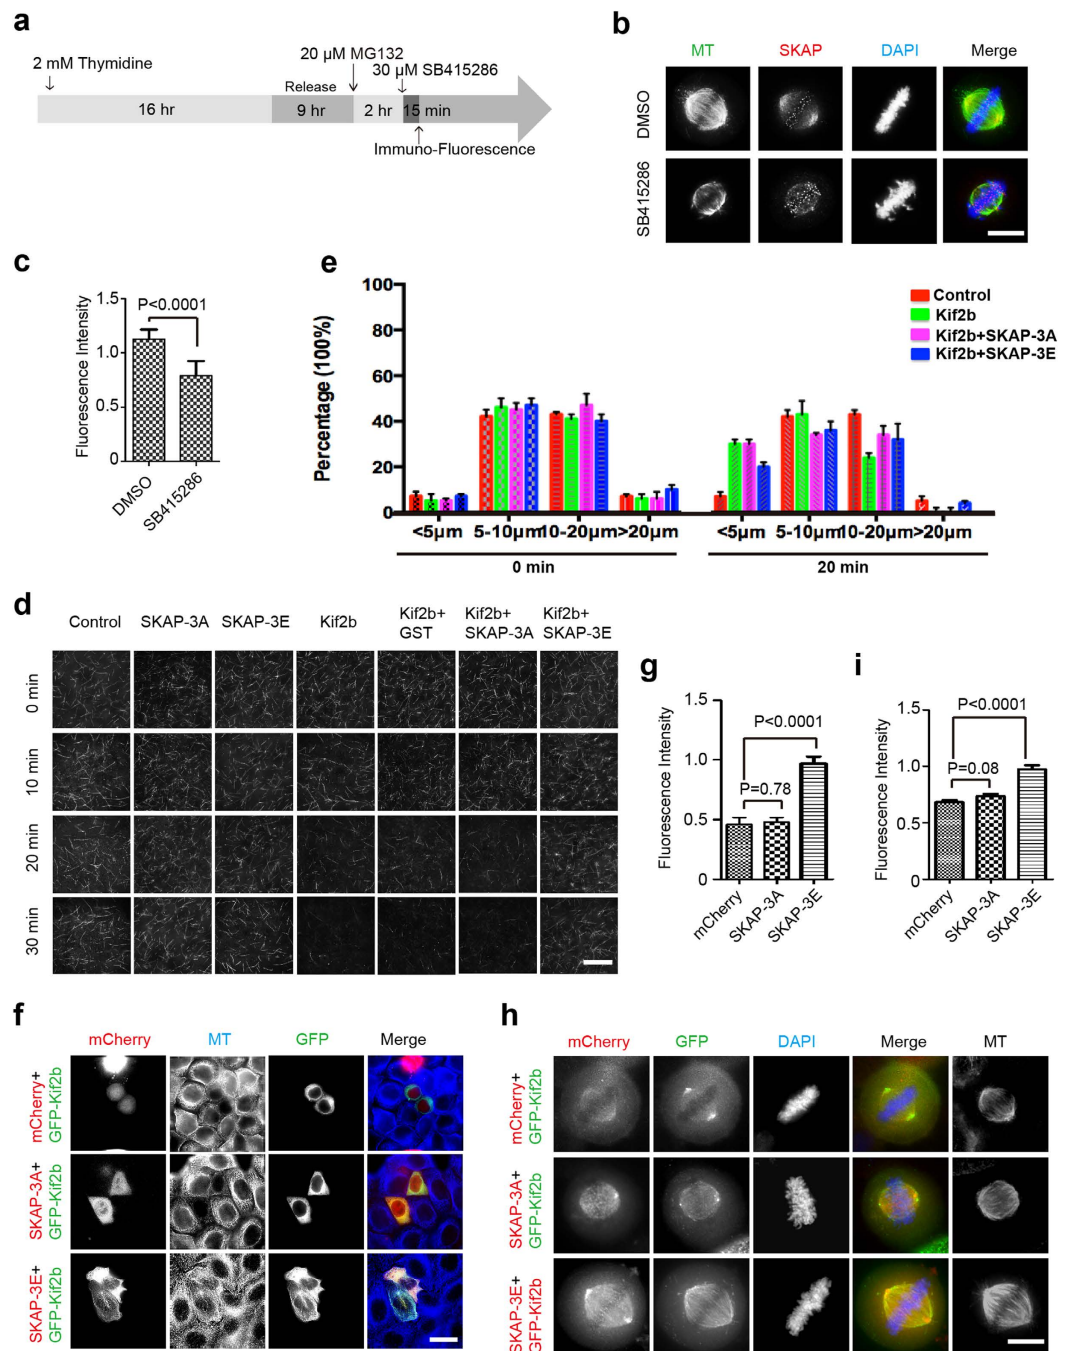 a
2 mM Thymidine
20 µM MG132
30 µM SB415286
Release
16 hr
9 hr
2 hr
15 min
Immuno-Fluorescence
b
MT
SKAP
DAPI
Merge
DMSO
SB415286
c
Fluorescence Intensity
1.5
1.0
0.5
0
P<0.0001
DMSO
SB415286
e
Percentage (100%)
100
80
60
40
20
0
Control
Kif2b
Kif2b+SKAP-3A
Kif2b+SKAP-3E
<5µm
5-10µm
10-20µm
>20µm
0 min
<5µm
5-10µm
10-20µm
>20µm
20 min
d
Control
SKAP-3A
SKAP-3E
Kif2b
Kif2b+
GST
Kif2b+
SKAP-3A
Kif2b+
SKAP-3E
0 min
10 min
20 min
30 min
g
Fluorescence Intensity
1.5
1.0
0.5
0
P<0.0001
P=0.78
mCherry
SKAP-3A
SKAP-3E
i
Fluorescence Intensity
1.5
1.0
0.5
0
P<0.0001
P=0.08
mCherry
SKAP-3A
SKAP-3E
f
mCherry
MT
GFP
Merge
mCherry+
GFP-Kif2b
SKAP-3A+
GFP-Kif2b
SKAP-3E+
GFP-Kif2b
h
mCherry
GFP
DAPI
Merge
MT
mCherry+
GFP-Kif2b
SKAP-3A+
GFP-Kif2b
SKAP-3E+
GFP-Kif2b